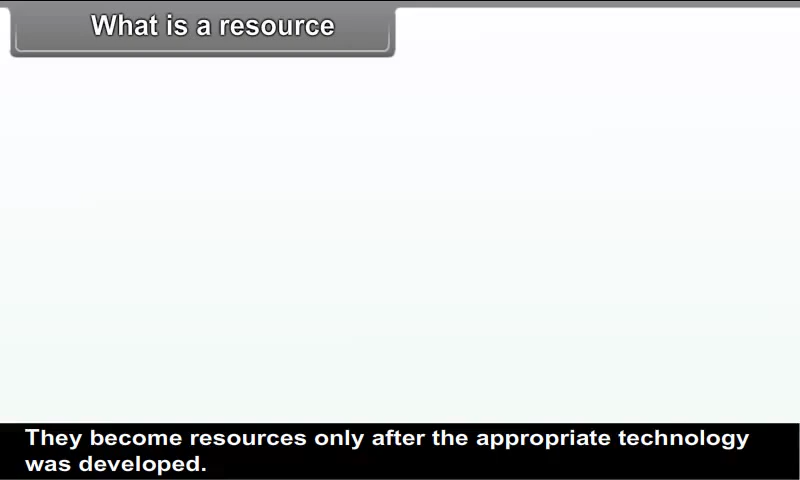 What is a resource
They become resources only after the appropriate technology
was developed.